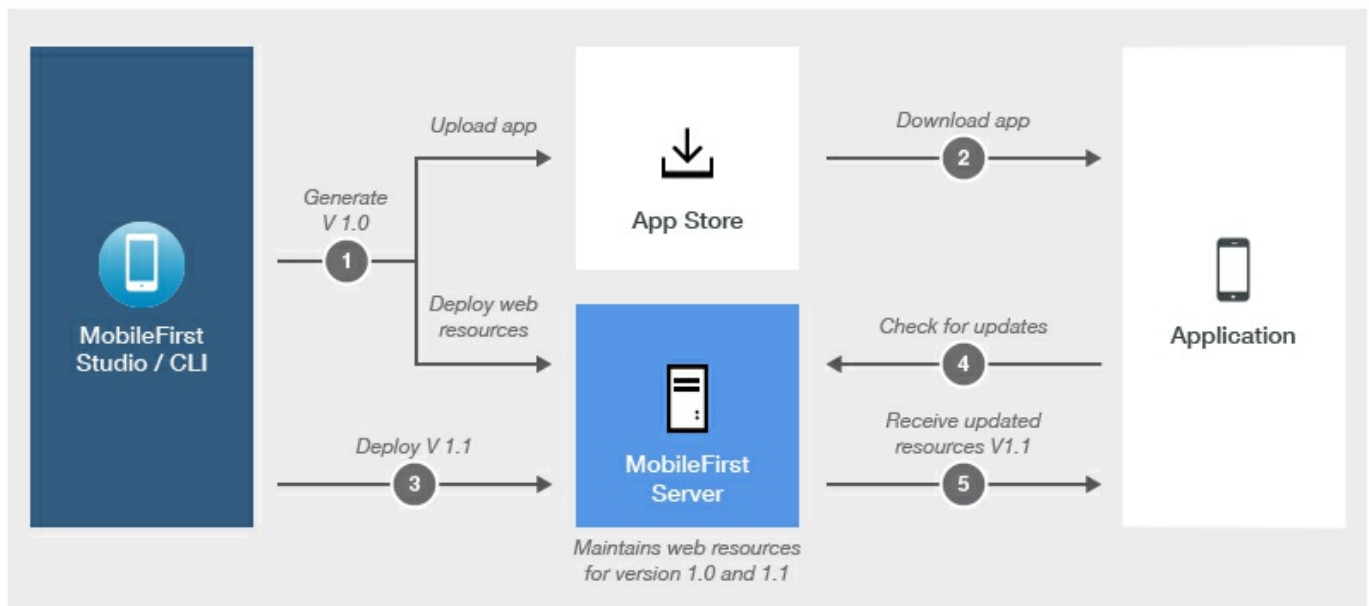 MobileFirst
Studio / CLI
Generate
V 1.0
1
Upload app
Deploy web
resources
Deploy V 1.1
3
App Store
MobileFirst
Server
Maintains web resources
for version 1.0 and 1.1
Download app
2
Check for updates
4
Receive updated
resources V1.1
5
Application